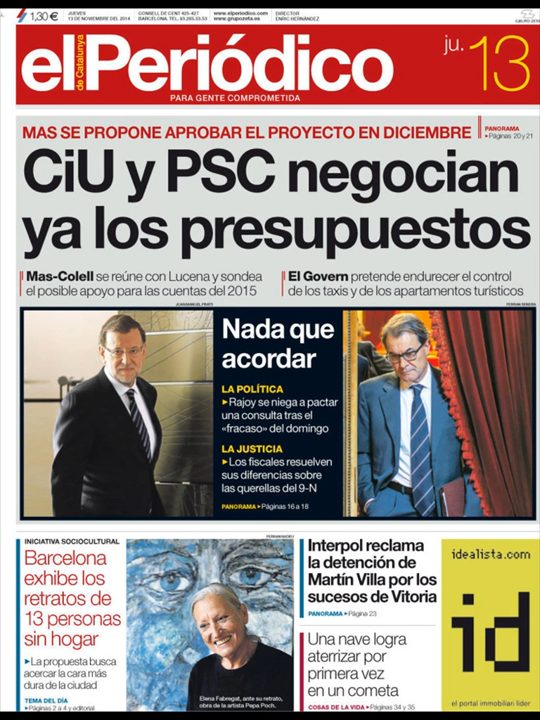 1,30 €
JUEVES
13 DE NOVIEMBRE DEL 2014
CONSELL DE CENT 425-427
BARCELONA. TEL. 93.265.53.53
www.elperiodico.com
www.grupozeta.es
DIRECTOR
ENRIC HERNÀNDEZ
el Periódico
de Catalunya
PARA GENTE COMPROMETIDA
ju. 13
MAS SE PROPONE APROBAR EL PROYECTO EN DICIEMBRE
PANORAMA
►Páginas 20 y 21
CiU y PSC negocian
ya los presupuestos
Mas-Colell se reúne con Lucena y sondea
el posible apoyo para las cuentas del 2015
El Govern pretende endurecer el control
de los taxis y de los apartamentos turísticos
JUAN MANUEL PRATS
FERRAN SENDRA
Nada que
acordar
LA POLÍTICA
►Rajoy se niega a pactar
una consulta tras el
«fracaso» del domingo
LA JUSTICIA
►Los fiscales resuelven
sus diferencias sobre
las querellas del 9-N
PANORAMA ►Páginas 16 a 18
INICIATIVA SOCIOCULTURAL
Barcelona
exhibe los
retratos de
13 personas
sin hogar
►La propuesta busca
acercar la cara más
dura de la ciudad
TEMA DEL DÍA
►Páginas 2 a 4 y editorial
FERRAN NADEU
Elena Fabregat, ante su retrato,
obra de la artista Pepa Poch.
Interpol reclama
la detención de
Martín Villa por los
sucesos de Vitoria
PANORAMA ►Página 23
Una nave logra
aterrizar por
primera vez
en un cometa
COSAS DE LA VIDA ►Páginas 34 y 35
idealista.com
id
el portal inmobiliari líder